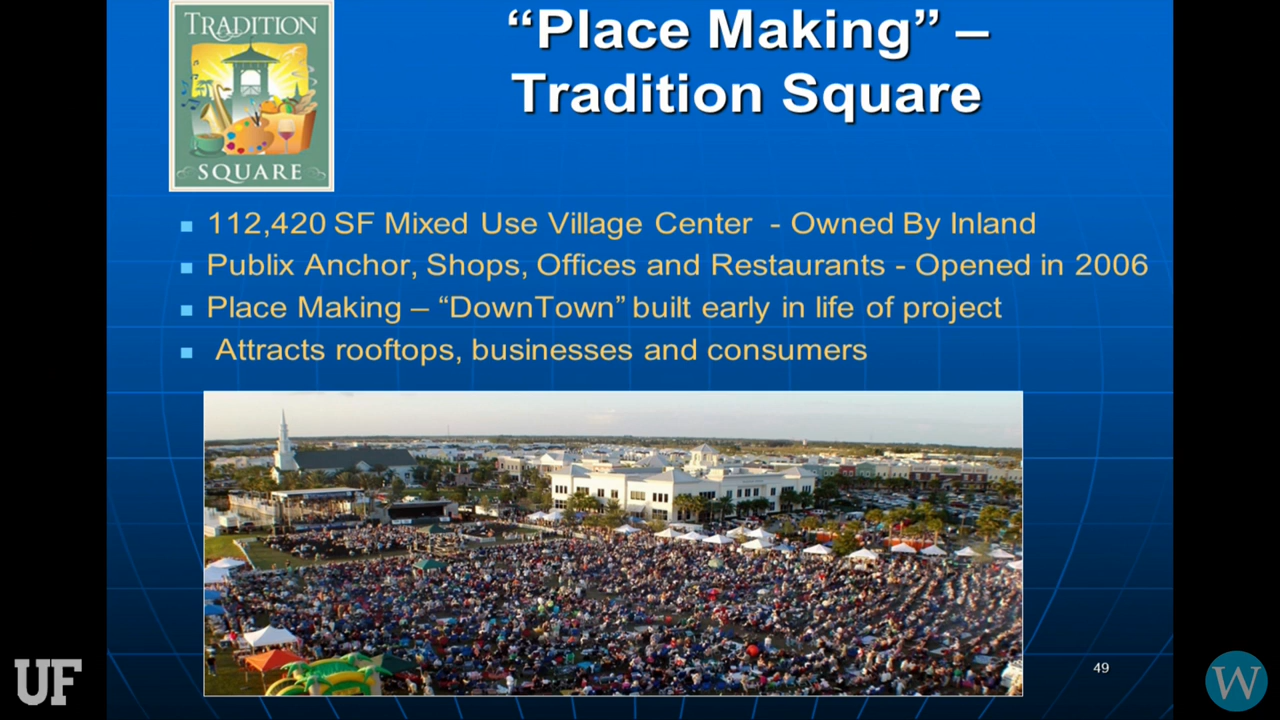 TRADITION
SQUARE
“Place Making” –
Tradition Square
112,420 SF Mixed Use Village Center - Owned By Inland
Publix Anchor, Shops, Offices and Restaurants - Opened in 2006
Place Making – “DownTown” built early in life of project
Attracts rooftops, businesses and consumers
49
UF
W